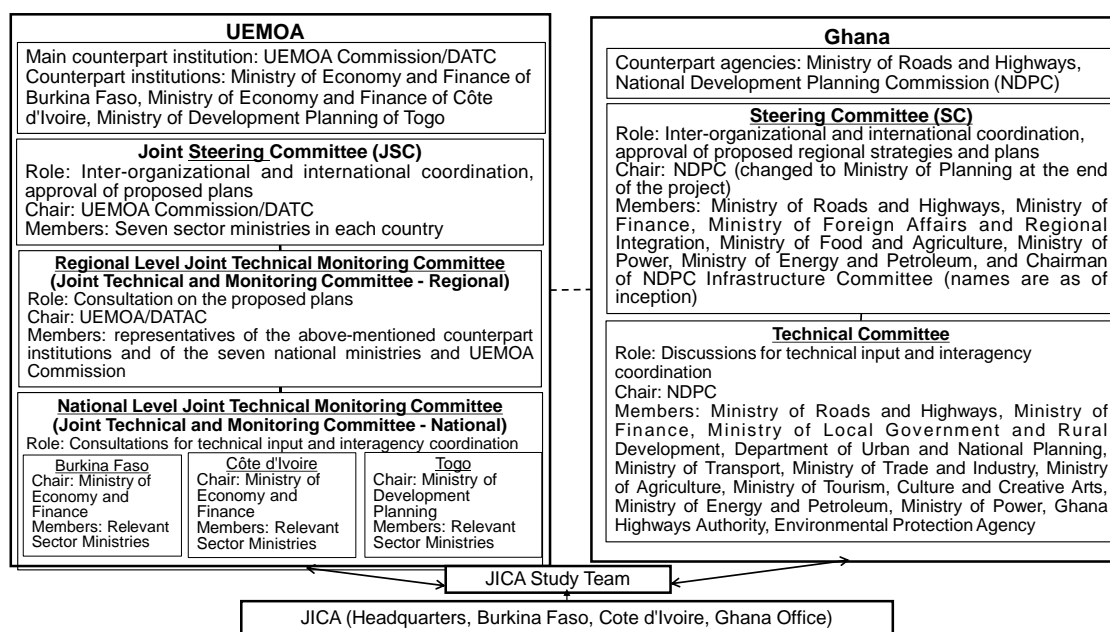 UEMOA
Main counterpart institution: UEMOA Commission/DATC
Counterpart institutions: Ministry of Economy and Finance of
Burkina Faso, Ministry of Economy and Finance of Côte
d'Ivoire, Ministry of Development Planning of Togo
Joint Steering Committee (JSC)
Role: Inter-organizational and international coordination,
approval of proposed plans
Chair: UEMOA Commission/DATC
Members: Seven sector ministries in each country
Regional Level Joint Technical Monitoring Committee
(Joint Technical and Monitoring Committee - Regional)
Role: Consultation on the proposed plans
Chair: UEMOA/DATAC
Members: representatives of the above-mentioned counterpart
institutions and of the seven national ministries and UEMOA
Commission
National Level Joint Technical Monitoring Committee
(Joint Technical and Monitoring Committee - National)
Role: Consultations for technical input and interagency coordination
Burkina Faso
Chair: Ministry of
Economy and
Finance
Members: Relevant
Sector Ministries
Côte d'Ivoire
Chair: Ministry of
Economy and
Finance
Members: Relevant
Sector Ministries
Togo
Chair: Ministry of
Development
Planning
Members: Relevant
Sector Ministries
Ghana
Counterpart agencies: Ministry of Roads and Highways,
National Development Planning Commission (NDPC)
Steering Committee (SC)
Role: Inter-organizational and international coordination,
approval of proposed regional strategies and plans
Chair: NDPC (changed to Ministry of Planning at the end
of the project)
Members: Ministry of Roads and Highways, Ministry of
Finance, Ministry of Foreign Affairs and Regional
Integration, Ministry of Food and Agriculture, Ministry of
Power, Ministry of Energy and Petroleum, and Chairman
of NDPC Infrastructure Committee (names are as of
inception)
Technical Committee
Role: Discussions for technical input and interagency
coordination
Chair: NDPC
Members: Ministry of Roads and Highways, Ministry of
Finance, Ministry of Local Government and Rural
Development, Department of Urban and National Planning,
Ministry of Transport, Ministry of Trade and Industry, Ministry
of Agriculture, Ministry of Tourism, Culture and Creative Arts,
Ministry of Energy and Petroleum, Ministry of Power, Ghana
Highways Authority, Environmental Protection Agency
JICA Study Team
JICA (Headquarters, Burkina Faso, Cote d'Ivoire, Ghana Office)